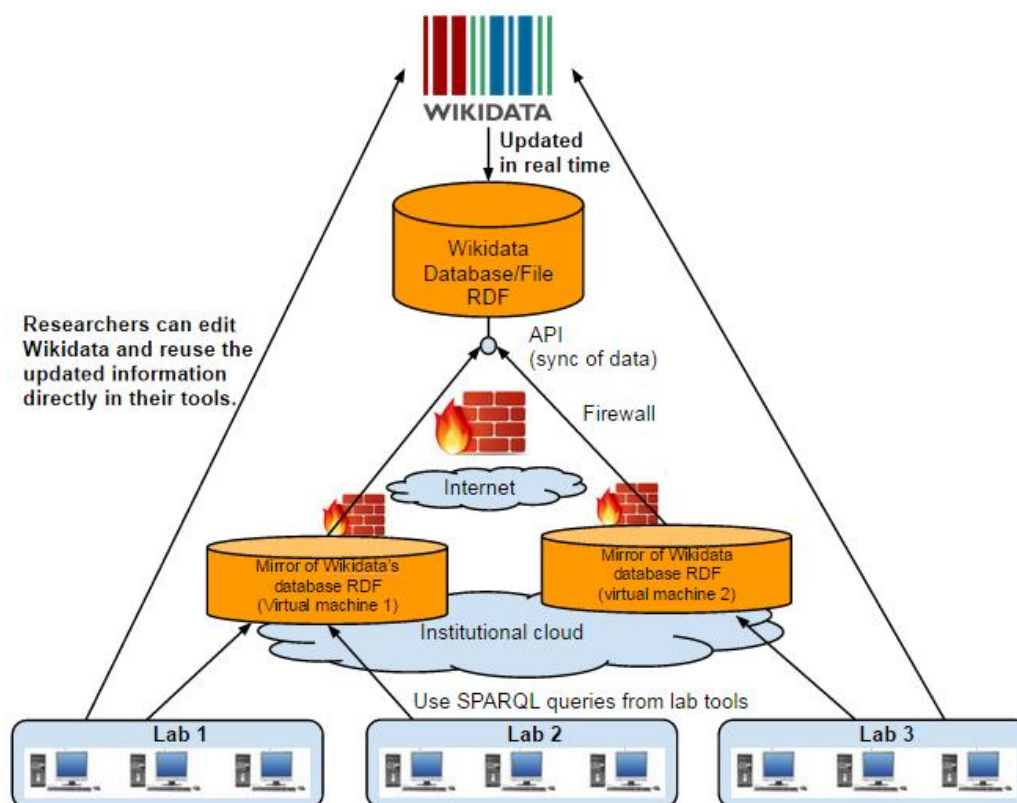 WIKIDATA
Updated
in real time
Wikidata
Database/File
RDF
Researchers can edit
Wikidata and reuse the
updated information
directly in their tools.
API
(sync of data)
Firewall
Internet
Mirror of Wikidata's
database RDF
(Virtual machine 1)
Mirror of Wikidata
database RDF
(virtual machine 2)
Institutional cloud
Use SPARQL queries from lab tools
Lab 1
Lab 2
Lab 3